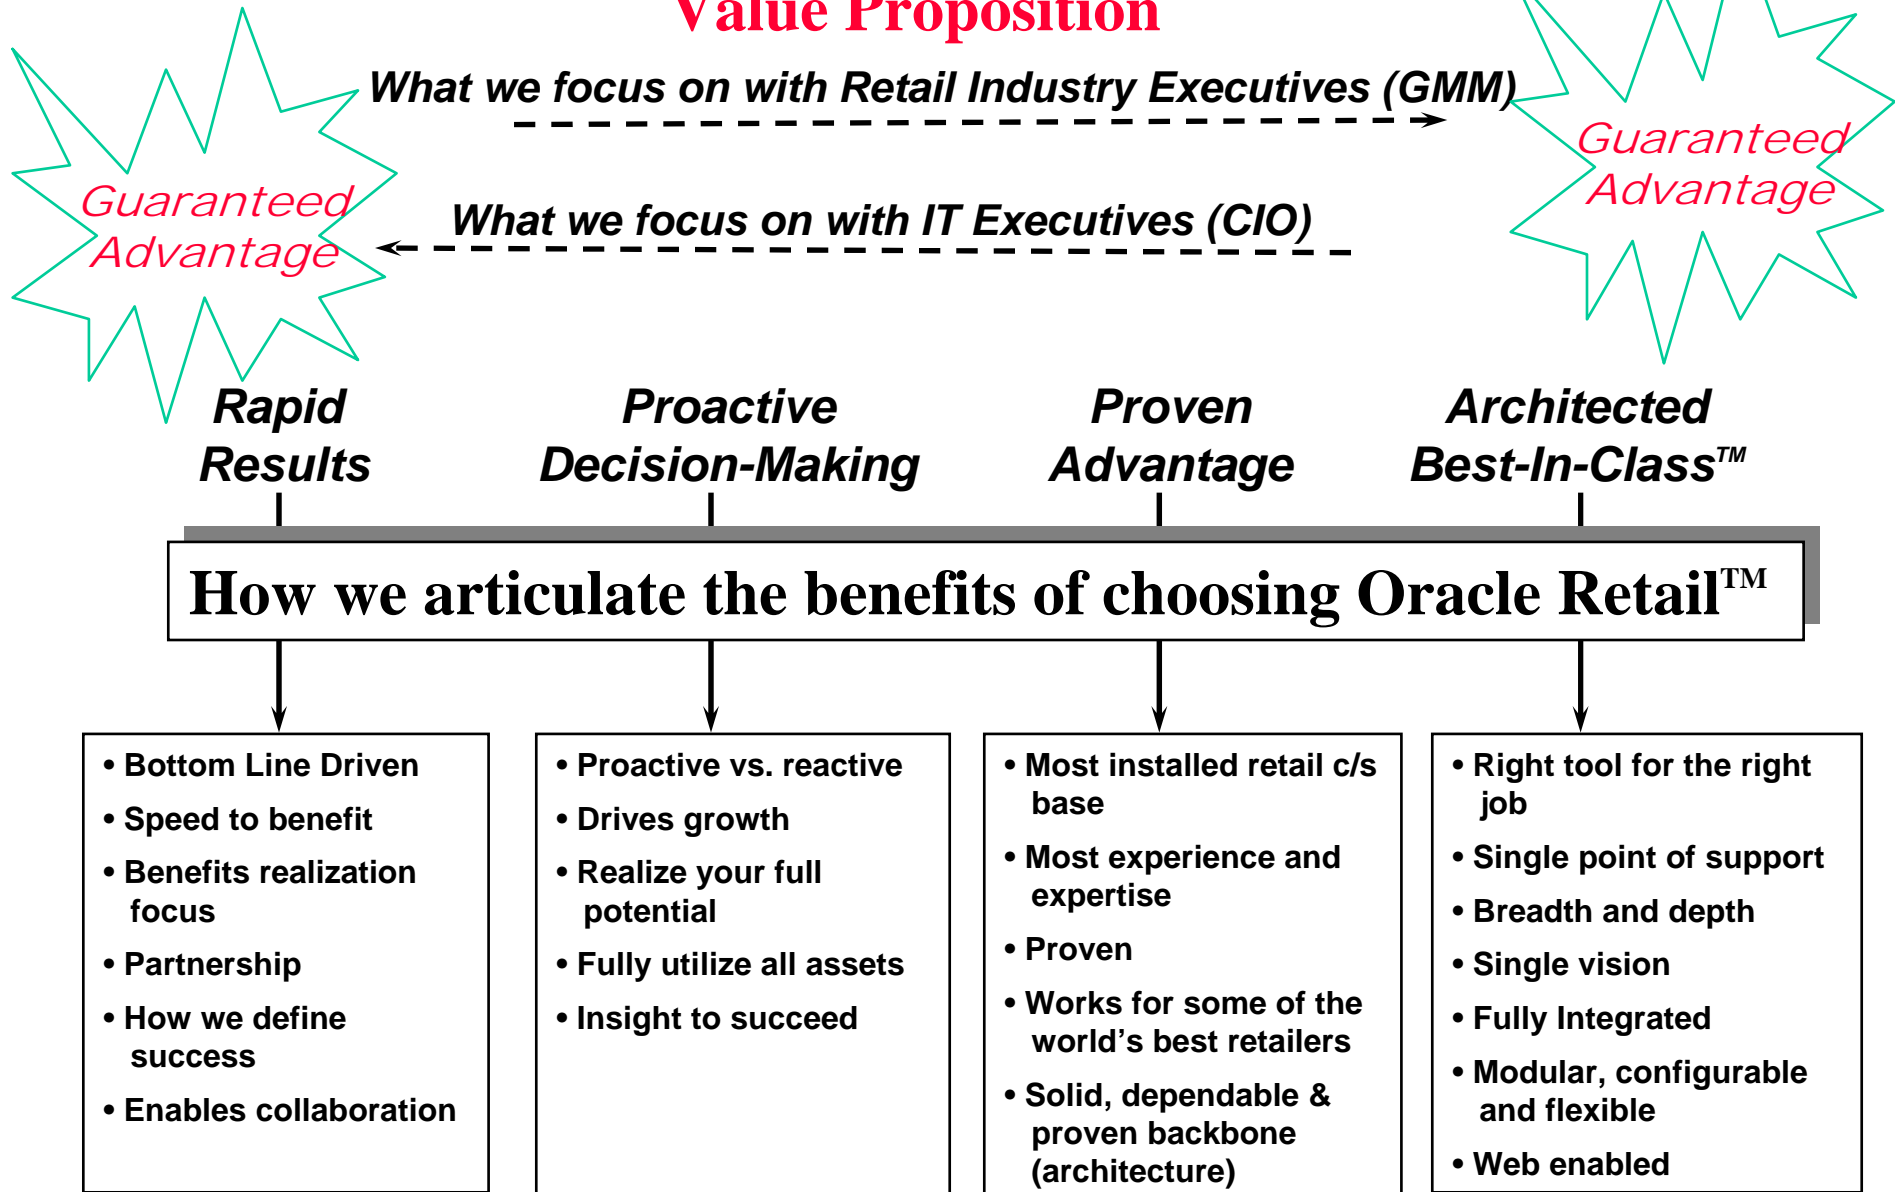 Value Proposition
What we focus on with Retail Industry Executives (GMM)
Guaranteed
Advantage
Guaranteed
Advantage
What we focus on with IT Executives (CIO)
Rapid
Results
Proactive
Decision-Making
Proven
Advantage
Architected
Best-In-Class™
How we articulate the benefits of choosing Oracle Retail™
• Bottom Line Driven
• Speed to benefit
• Benefits realization
focus
• Partnership
• How we define
success
• Enables collaboration
• Proactive vs. reactive
• Drives growth
• Realize your full
potential
• Fully utilize all assets
• Insight to succeed
• Most installed retail c/s
base
• Most experience and
expertise
• Proven
• Works for some of the
world’s best retailers
• Solid, dependable &
proven backbone
(architecture)
• Right tool for the right
job
• Single point of support
• Breadth and depth
• Single vision
• Fully Integrated
• Modular, configurable
and flexible
• Web enabled